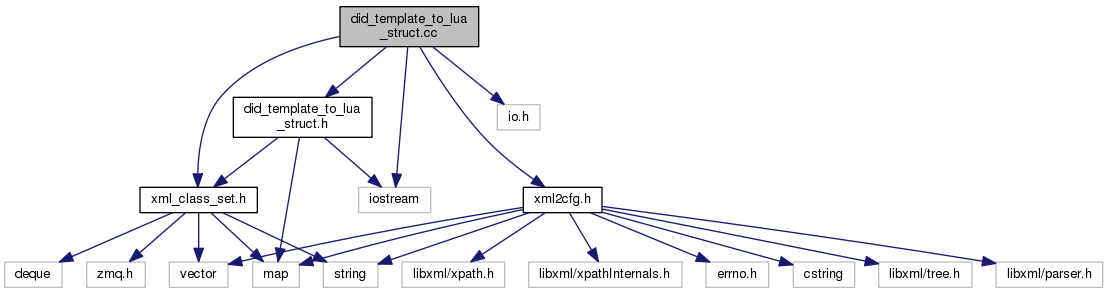 did_template_to_lua
_struct.cc
did_template_to_lua
_struct.h
io.h
xml_class_set.h
iostream
xml2cfg.h
deque
zmq.h
vector
map
string
libxml/xpath.h
libxml/xpathInternals.h
errno.h
cstring
libxml/tree.h
libxml/parser.h